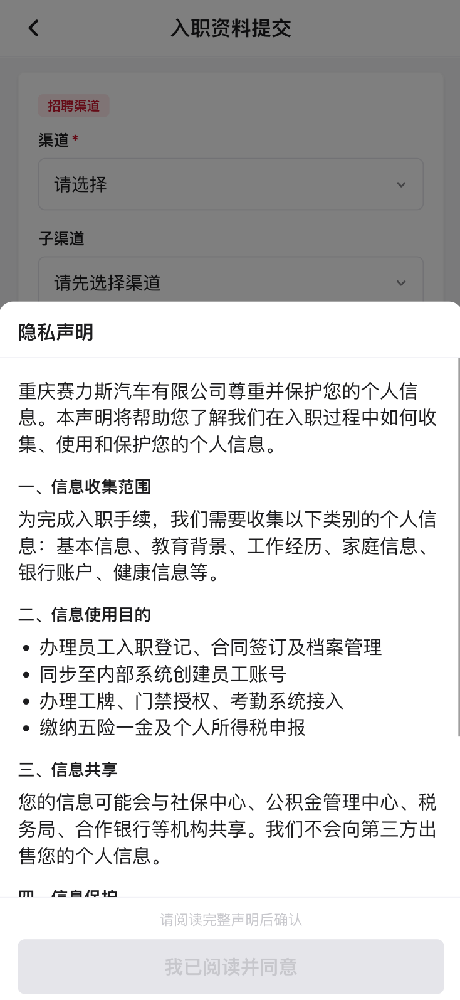 入职资料提交
招聘渠道
渠道 *
请选择
子渠道
请先选择渠道
隐私声明
重庆赛力斯汽车有限公司尊重并保护您的个人信
息。本声明将帮助您了解我们在入职过程中如何收
集、使用和保护您的个人信息。
一、信息收集范围
为完成入职手续，我们需要收集以下类别的个人信
息：基本信息、教育背景、工作经历、家庭信息、
银行账户、健康信息等。
二、信息使用目的
• 办理员工入职登记、合同签订及档案管理
• 同步至内部系统创建员工账号
• 办理工牌、门禁授权、考勤系统接入
• 缴纳五险一金及个人所得税申报
三、信息共享
您的信息可能会与社保中心、公积金管理中心、税
务局、合作银行等机构共享。我们不会向第三方出
售您的个人信息。
四、信息保护
请阅读完整声明后确认
我已阅读并同意